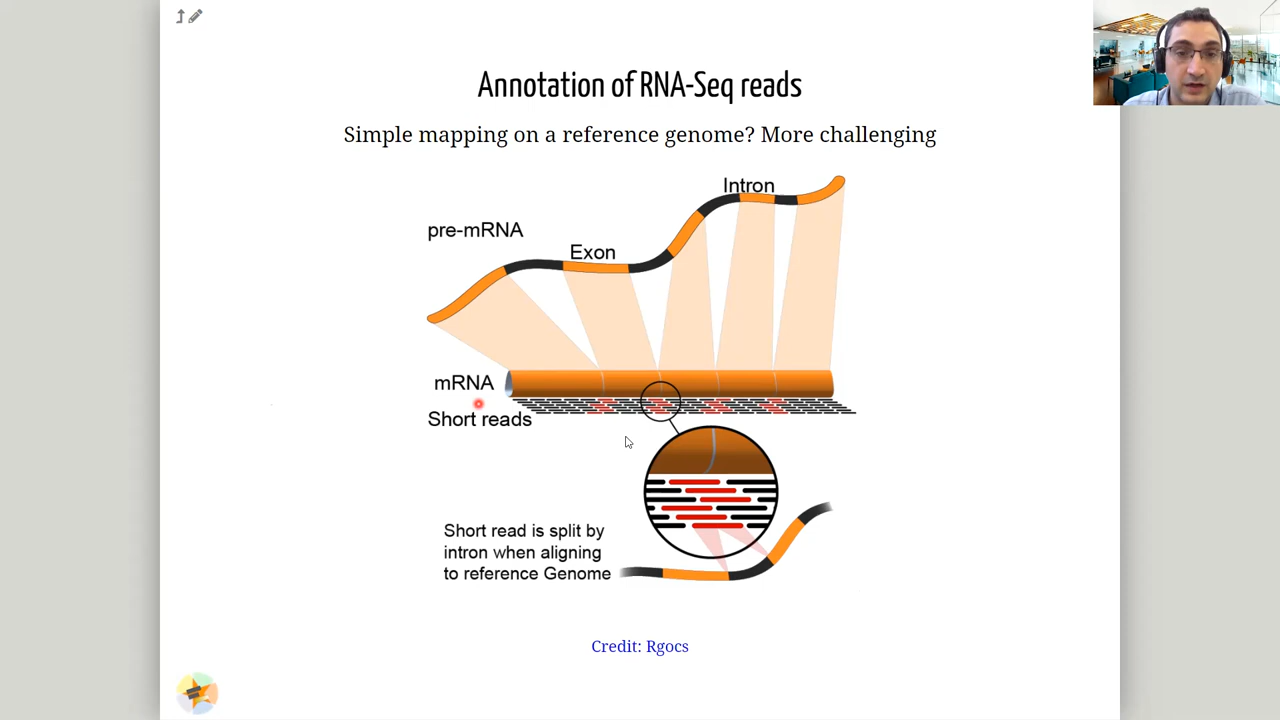 Annotation of RNA-Seq reads
Simple mapping on a reference genome? More challenging
Intron
pre-mRNA
Exon
mRNA
Short reads
Short read is split by
intron when aligning
to reference Genome
Credit: Rgocs